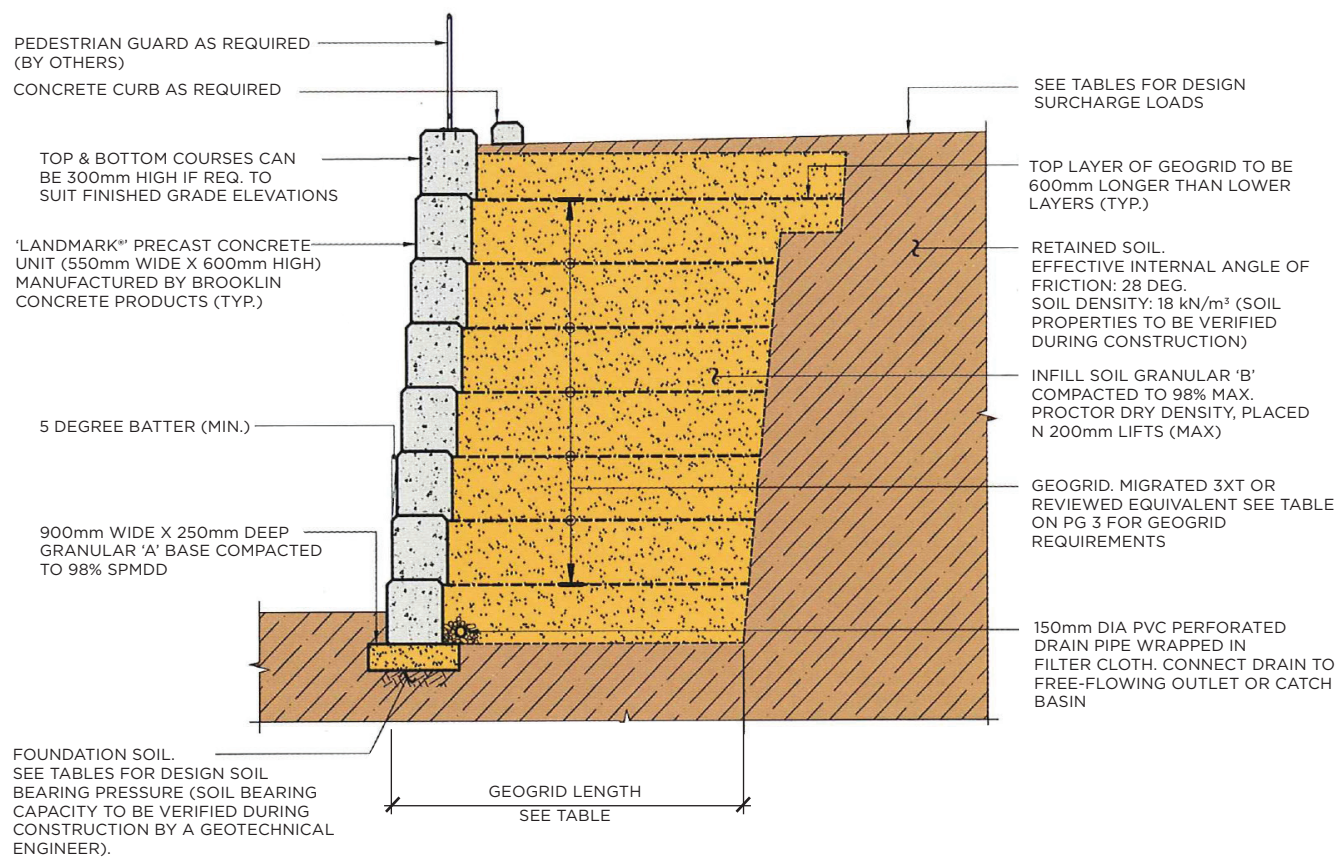 PEDESTRIAN GUARD AS REQUIRED
(BY OTHERS)
CONCRETE CURB AS REQUIRED
TOP & BOTTOM COURSES CAN
BE 300mm HIGH IF REQ. TO
SUIT FINISHED GRADE ELEVATIONS
‘LANDMARK®’ PRECAST CONCRETE
UNIT (550mm WIDE X 600mm HIGH)
MANUFACTURED BY BROOKLIN
CONCRETE PRODUCTS (TYP.)
5 DEGREE BATTER (MIN.)
900mm WIDE X 250mm DEEP
GRANULAR ‘A’ BASE COMPACTED
TO 98% SPMDD
FOUNDATION SOIL.
SEE TABLES FOR DESIGN SOIL
BEARING PRESSURE (SOIL BEARING
CAPACITY TO BE VERIFIED DURING
CONSTRUCTION BY A GEOTECHNICAL
ENGINEER).
GEOGRID LENGTH
SEE TABLE
SEE TABLES FOR DESIGN
SURCHARGE LOADS
TOP LAYER OF GEOGRID TO BE
600mm LONGER THAN LOWER
LAYERS (TYP.)
RETAINED SOIL.
EFFECTIVE INTERNAL ANGLE OF
FRICTION: 28 DEG.
SOIL DENSITY: 18 kN/m³ (SOIL
PROPERTIES TO BE VERIFIED
DURING CONSTRUCTION)
INFILL SOIL GRANULAR ‘B’
COMPACTED TO 98% MAX.
PROCTOR DRY DENSITY, PLACED
N 200mm LIFTS (MAX)
GEOGRID. MIGRATED 3XT OR
REVIEWED EQUIVALENT SEE TABLE
ON PG 3 FOR GEOGRID
REQUIREMENTS
150mm DIA PVC PERFORATED
DRAIN PIPE WRAPPED IN
FILTER CLOTH. CONNECT DRAIN TO
FREE-FLOWING OUTLET OR CATCH
BASIN